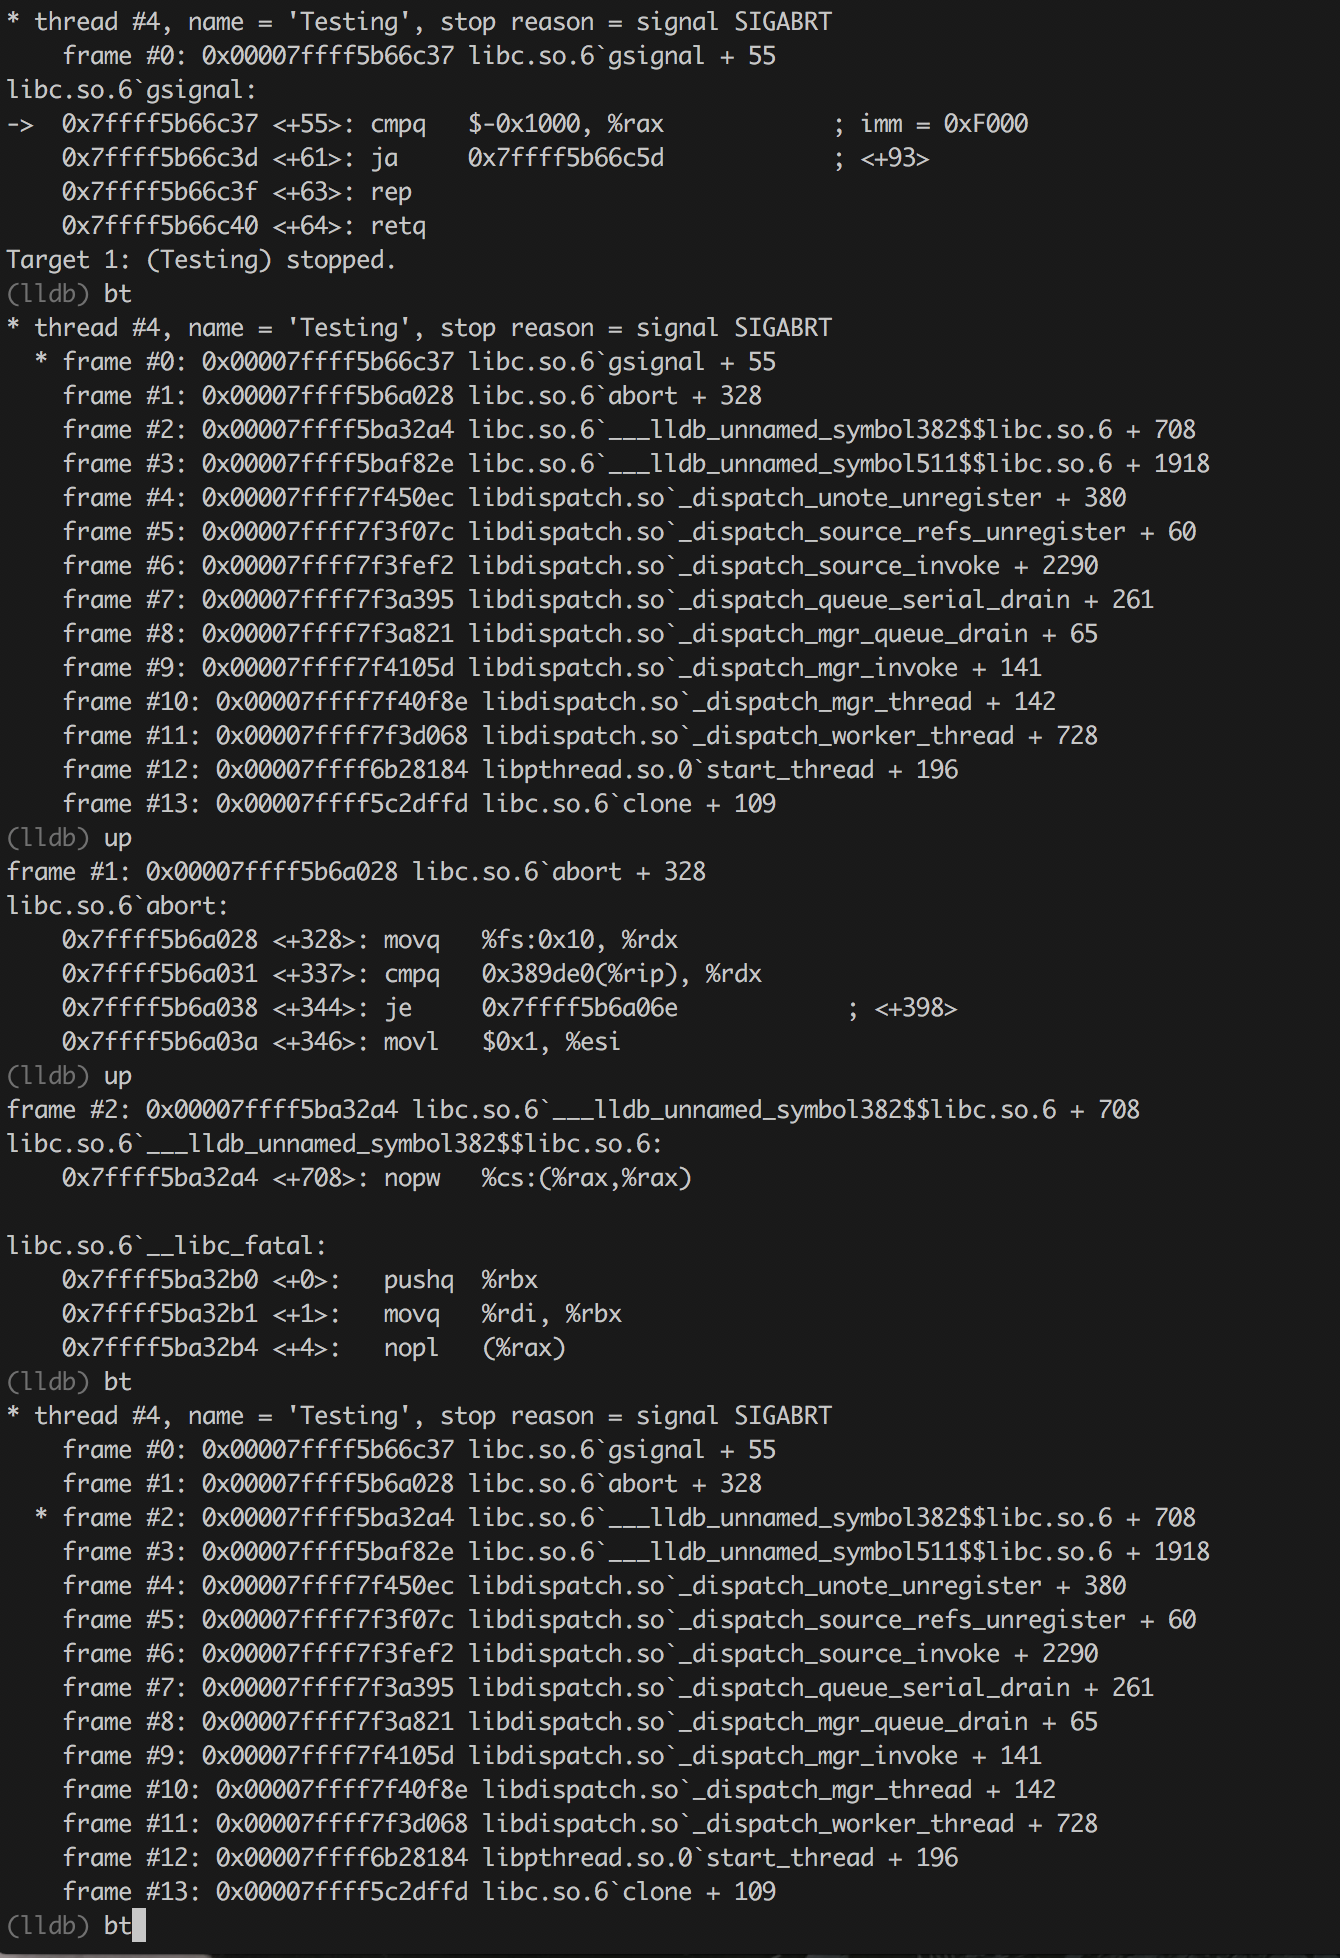 * thread #4, name = 'Testing', stop reason = signal SIGABRT
    frame #0: 0x00007ffff5b66c37 libc.so.6`gsignal + 55
libc.so.6`gsignal:
->  0x7ffff5b66c37 <+55>: cmpq   $-0x1000, %rax            ; imm = 0xF000
    0x7ffff5b66c3d <+61>: ja     0x7ffff5b66c5d            ; <+93>
    0x7ffff5b66c3f <+63>: rep
    0x7ffff5b66c40 <+64>: retq
Target 1: (Testing) stopped.
(lldb) bt
* thread #4, name = 'Testing', stop reason = signal SIGABRT
  * frame #0: 0x00007ffff5b66c37 libc.so.6`gsignal + 55
    frame #1: 0x00007ffff5b6a028 libc.so.6`abort + 328
    frame #2: 0x00007ffff5ba32a4 libc.so.6`___lldb_unnamed_symbol382$$libc.so.6 + 708
    frame #3: 0x00007ffff5baf82e libc.so.6`___lldb_unnamed_symbol511$$libc.so.6 + 1918
    frame #4: 0x00007ffff7f450ec libdispatch.so`_dispatch_unote_unregister + 380
    frame #5: 0x00007ffff7f3f07c libdispatch.so`_dispatch_source_refs_unregister + 60
    frame #6: 0x00007ffff7f3fef2 libdispatch.so`_dispatch_source_invoke + 2290
    frame #7: 0x00007ffff7f3a395 libdispatch.so`_dispatch_queue_serial_drain + 261
    frame #8: 0x00007ffff7f3a821 libdispatch.so`_dispatch_mgr_queue_drain + 65
    frame #9: 0x00007ffff7f4105d libdispatch.so`_dispatch_mgr_invoke + 141
    frame #10: 0x00007ffff7f40f8e libdispatch.so`_dispatch_mgr_thread + 142
    frame #11: 0x00007ffff7f3d068 libdispatch.so`_dispatch_worker_thread + 728
    frame #12: 0x00007ffff6b28184 libpthread.so.0`start_thread + 196
    frame #13: 0x00007ffff5c2dffd libc.so.6`clone + 109
(lldb) up
frame #1: 0x00007ffff5b6a028 libc.so.6`abort + 328
libc.so.6`abort:
    0x7ffff5b6a028 <+328>: movq   %fs:0x10, %rdx
    0x7ffff5b6a031 <+337>: cmpq   0x389de0(%rip), %rdx
    0x7ffff5b6a038 <+344>: je     0x7ffff5b6a06e            ; <+398>
    0x7ffff5b6a03a <+346>: movl   $0x1, %esi
(lldb) up
frame #2: 0x00007ffff5ba32a4 libc.so.6`___lldb_unnamed_symbol382$$libc.so.6 + 708
libc.so.6`___lldb_unnamed_symbol382$$libc.so.6:
    0x7ffff5ba32a4 <+708>: nopw   %cs:(%rax,%rax)

libc.so.6`__libc_fatal:
    0x7ffff5ba32b0 <+0>:   pushq  %rbx
    0x7ffff5ba32b1 <+1>:   movq   %rdi, %rbx
    0x7ffff5ba32b4 <+4>:   nopl   (%rax)
(lldb) bt
* thread #4, name = 'Testing', stop reason = signal SIGABRT
    frame #0: 0x00007ffff5b66c37 libc.so.6`gsignal + 55
    frame #1: 0x00007ffff5b6a028 libc.so.6`abort + 328
  * frame #2: 0x00007ffff5ba32a4 libc.so.6`___lldb_unnamed_symbol382$$libc.so.6 + 708
    frame #3: 0x00007ffff5baf82e libc.so.6`___lldb_unnamed_symbol511$$libc.so.6 + 1918
    frame #4: 0x00007ffff7f450ec libdispatch.so`_dispatch_unote_unregister + 380
    frame #5: 0x00007ffff7f3f07c libdispatch.so`_dispatch_source_refs_unregister + 60
    frame #6: 0x00007ffff7f3fef2 libdispatch.so`_dispatch_source_invoke + 2290
    frame #7: 0x00007ffff7f3a395 libdispatch.so`_dispatch_queue_serial_drain + 261
    frame #8: 0x00007ffff7f3a821 libdispatch.so`_dispatch_mgr_queue_drain + 65
    frame #9: 0x00007ffff7f4105d libdispatch.so`_dispatch_mgr_invoke + 141
    frame #10: 0x00007ffff7f40f8e libdispatch.so`_dispatch_mgr_thread + 142
    frame #11: 0x00007ffff7f3d068 libdispatch.so`_dispatch_worker_thread + 728
    frame #12: 0x00007ffff6b28184 libpthread.so.0`start_thread + 196
    frame #13: 0x00007ffff5c2dffd libc.so.6`clone + 109
(lldb) bt